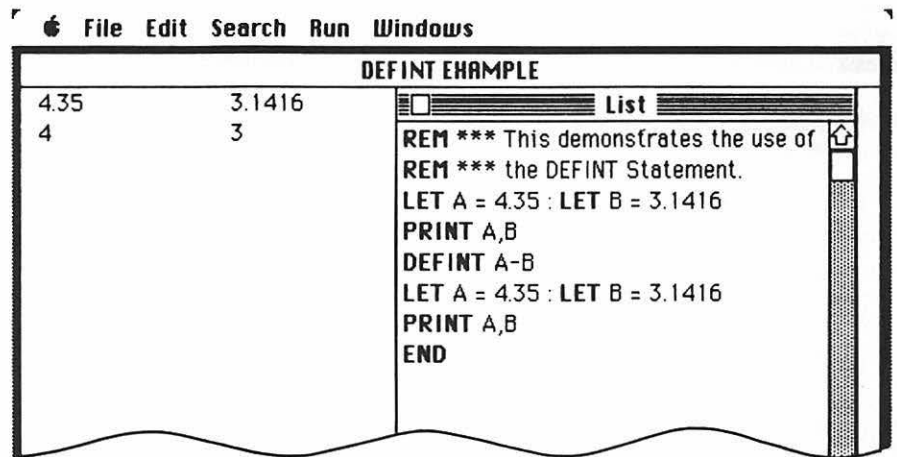 File Edit Search Run Windows
DEFINT EXAMPLE
4.35 3.1416
4 3
List
REM *** This demonstrates the use of
REM *** the DEFINT Statement.
LET A = 4.35 : LET B = 3.1416
PRINT A,B
DEFINT A-B
LET A = 4.35 : LET B = 3.1416
PRINT A,B
END